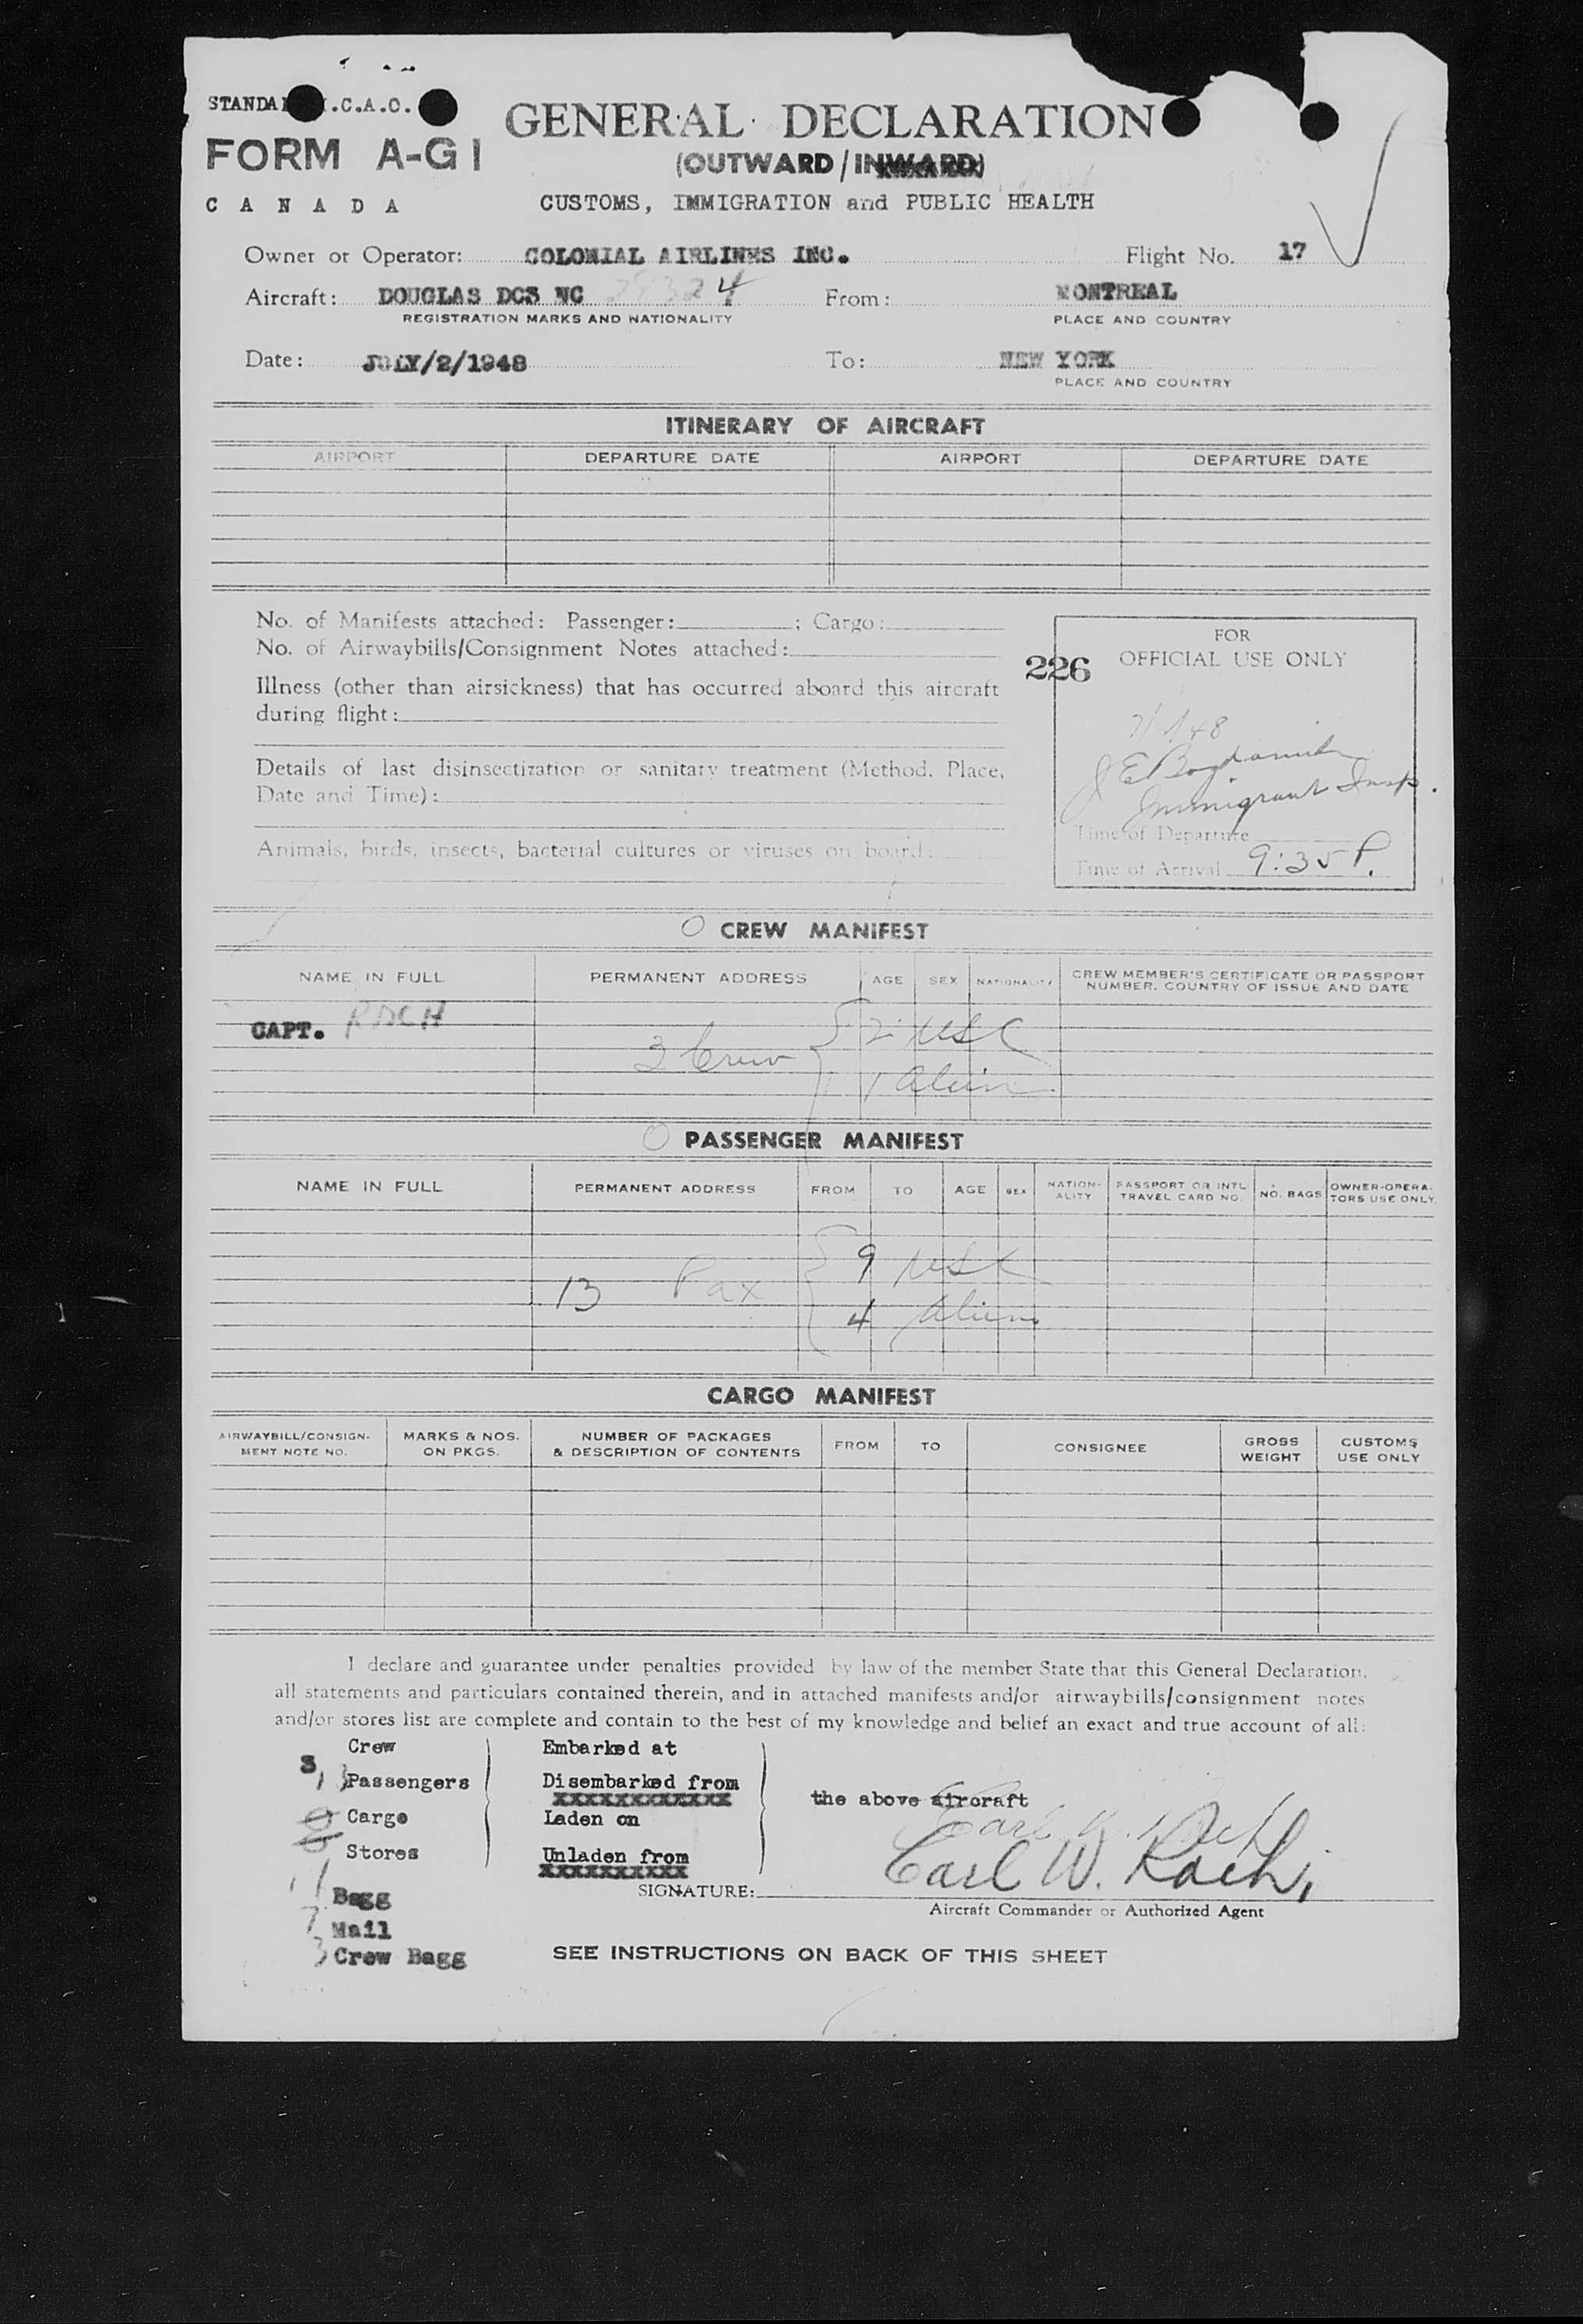 STANDA .C.A.O.
GENERAL DECLARATION
FORM A-G1
(OUTWARD/INWARD)
CANADA
CUSTOMS, IMMIGRATION and PUBLIC HEALTH
Owner or Operator: COLONIAL AIRLINES INC. Flight No. 17
Aircraft: DOUGLAS DC3 NC 28324 From: MONTREAL
REGISTRATION MARKS AND NATIONALITY PLACE AND COUNTRY
Date: JULY/2/1948 To: NEW YORK
PLACE AND COUNTRY
ITINERARY OF AIRCRAFT
AIRPORT DEPARTURE DATE AIRPORT DEPARTURE DATE
No. of Manifests attached: Passenger: ; Cargo:
No. of Airwaybills/Consignment Notes attached:
Illness (other than airsickness) that has occurred aboard this aircraft
during flight:
Details of last disinsectization or sanitary treatment (Method, Place,
Date and Time):
Animals, birds, insects, bacterial cultures or viruses on board:
226
FOR
OFFICIAL USE ONLY
J E
Immigrant Insp.
Time of Departure
Time of Arrival 9:35 P.
CREW MANIFEST
NAME IN FULL PERMANENT ADDRESS AGE SEX NATIONALITY CREW MEMBER'S CERTIFICATE OR PASSPORT NUMBER, COUNTRY OF ISSUE AND DATE
CAPT. ROCH
3 Crew 2 USC
1 Alien
PASSENGER MANIFEST
NAME IN FULL PERMANENT ADDRESS FROM TO AGE SEX NATION-ALITY PASSPORT OR INTL TRAVEL CARD NO. NO. BAGS OWNER-OPERA-TORS USE ONLY
13 Pax 9 USC
4 Aliens
CARGO MANIFEST
AIRWAYBILL/CONSIGN-MENT NOTE NO. MARKS & NOS. ON PKGS. NUMBER OF PACKAGES & DESCRIPTION OF CONTENTS FROM TO CONSIGNEE GROSS WEIGHT CUSTOMS USE ONLY
I declare and guarantee under penalties provided by law of the member State that this General Declaration,
all statements and particulars contained therein, and in attached manifests and/or airwaybills/consignment notes
and/or stores list are complete and contain to the best of my knowledge and belief an exact and true account of all:
3 Crew Embarked at
13 Passengers Disembarked from
XXXXXXXXXXXX
the above aircraft
Cargo Laden on
Stores Unladen from
XXXXXXXXXX
Earl W. Roch
SIGNATURE:
Aircraft Commander or Authorized Agent
11 Bagg
7 Mail
3 Crew Bagg
SEE INSTRUCTIONS ON BACK OF THIS SHEET